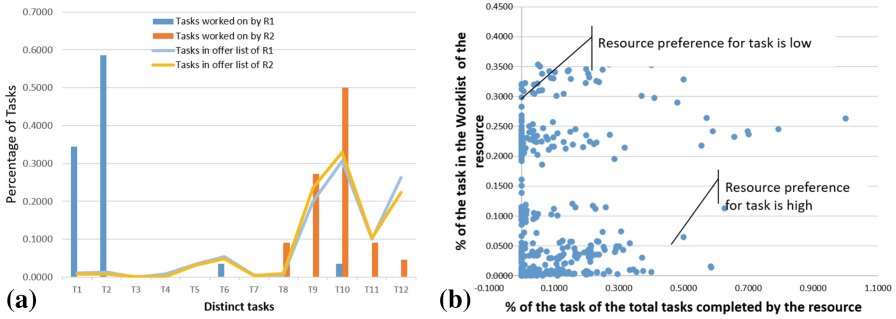 0.7000
0.6000
0.5000
0.4000
0.3000
0.2000
0.1000
0.0000
Percentage of Tasks
Tasks worked on by R1
Tasks worked on by R2
Tasks in offer list of R1
Tasks in offer list of R2
T1 T2 T3 T4 T5 T6 T7 T8 T9 T10 T11 T12
Distinct tasks
(a)
0.4500
0.4000
0.3500
0.3000
0.2500
0.2000
0.1500
0.1000
0.0500
0.0000
% of the task in the Worklist of the
resource
Resource preference for task is low
Resource preference
for task is high
-0.1000 0.1000 0.3000 0.5000 0.7000 0.9000 1.1000
% of the task of the total tasks completed by the resource
(b)